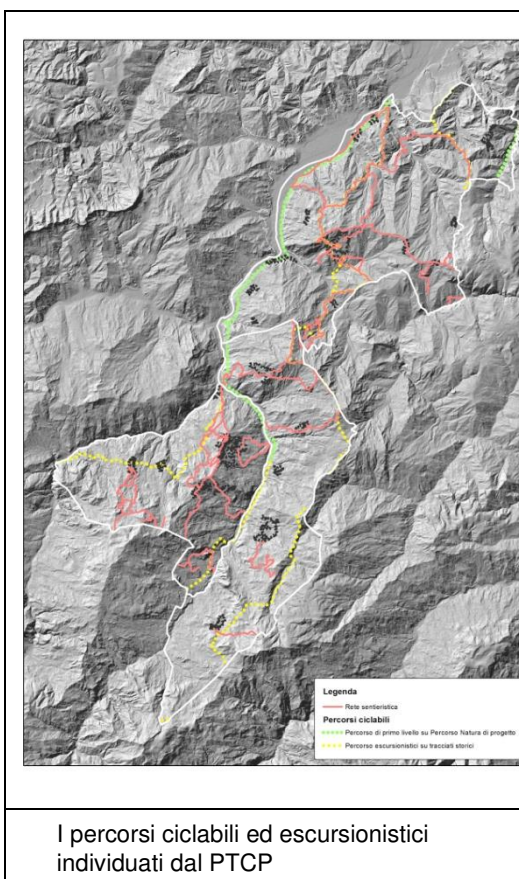 Legenda
Rete sentieristica
Percorsi ciclabili
Percorso di primo livello su Percorso Natura di progetto
Percorso escursionistici su tracciati storici
I percorsi ciclabili ed escursionistici
individuati dal PTCP